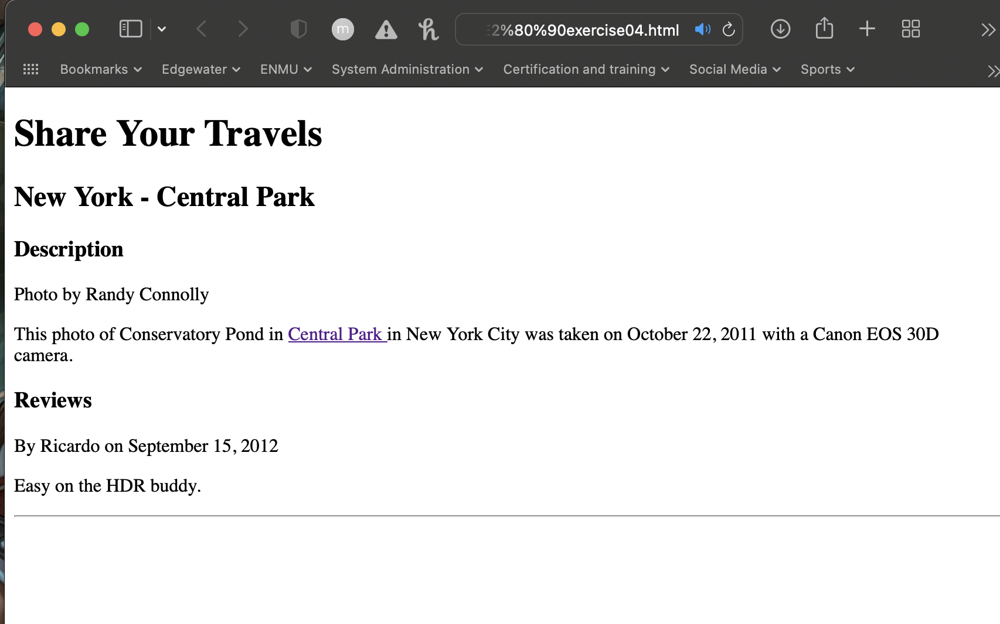 m
2%80%90exercise04.html
Bookmarks Edgewater ENMU System Administration Certification and training Social Media Sports
Share Your Travels
New York - Central Park
Description
Photo by Randy Connolly
This photo of Conservatory Pond in Central Park in New York City was taken on October 22, 2011 with a Canon EOS 30D
camera.
Reviews
By Ricardo on September 15, 2012
Easy on the HDR buddy.